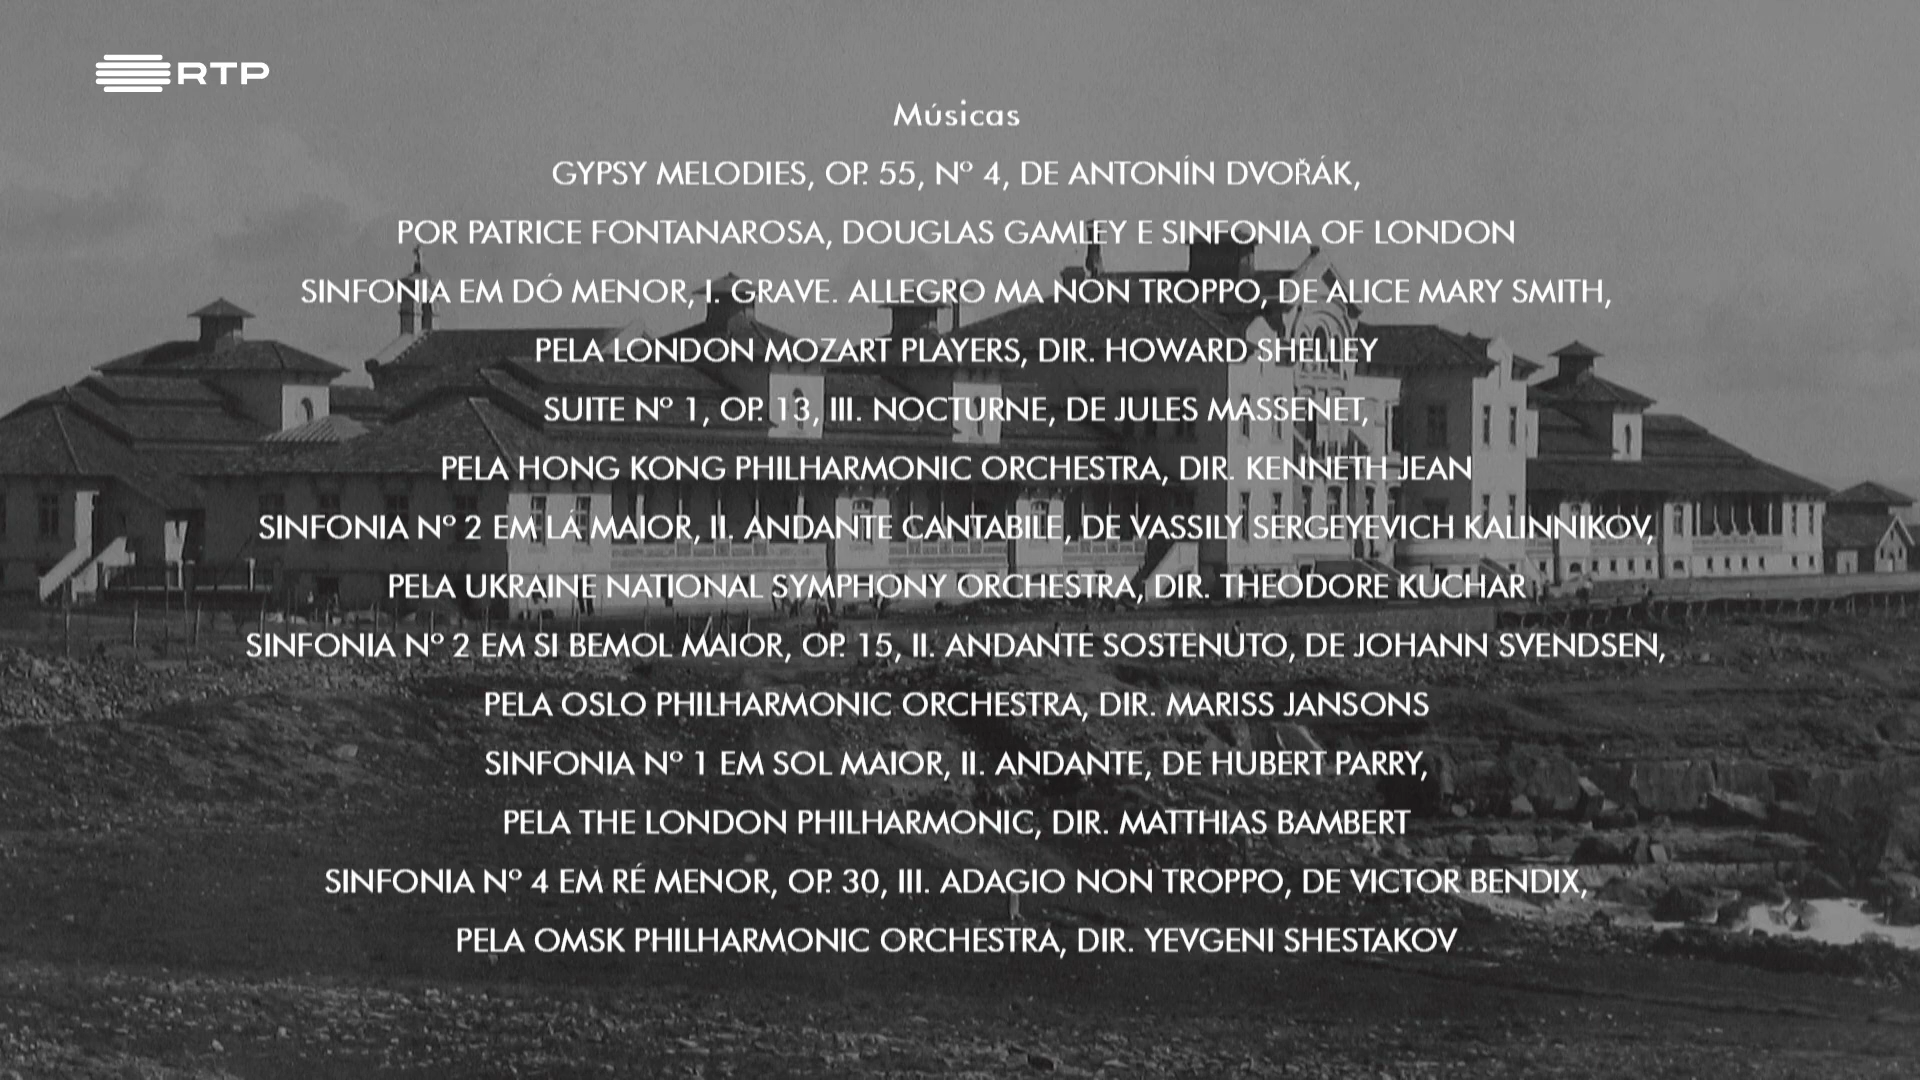 RTP
Músicas
GYPSY MELODIES, OP. 55, Nº 4, DE ANTONÍN DVOŘÁK,
POR PATRICE FONTANAROSA, DOUGLAS GAMLEY E SINFONIA OF LONDON
SINFONIA EM DÓ MENOR, I. GRAVE. ALLEGRO MA NON TROPPO, DE ALICE MARY SMITH,
PELA LONDON MOZART PLAYERS, DIR. HOWARD SHELLEY
SUITE Nº 1, OP. 13, III. NOCTURNE, DE JULES MASSENET,
PELA HONG KONG PHILHARMONIC ORCHESTRA, DIR. KENNETH JEAN
SINFONIA Nº 2 EM LÁ MAIOR, II. ANDANTE CANTABILE, DE VASSILY SERGEYEVICH KALINNIKOV,
PELA UKRAINE NATIONAL SYMPHONY ORCHESTRA, DIR. THEODORE KUCHAR
SINFONIA Nº 2 EM SI BEMOL MAIOR, OP. 15, II. ANDANTE SOSTENUTO, DE JOHANN SVENDSEN,
PELA OSLO PHILHARMONIC ORCHESTRA, DIR. MARISS JANSONS
SINFONIA Nº 1 EM SOL MAIOR, II. ANDANTE, DE HUBERT PARRY,
PELA THE LONDON PHILHARMONIC, DIR. MATTHIAS BAMBERT
SINFONIA Nº 4 EM RÉ MENOR, OP. 30, III. ADAGIO NON TROPPO, DE VICTOR BENDIX,
PELA OMSK PHILHARMONIC ORCHESTRA, DIR. YEVGENI SHESTAKOV